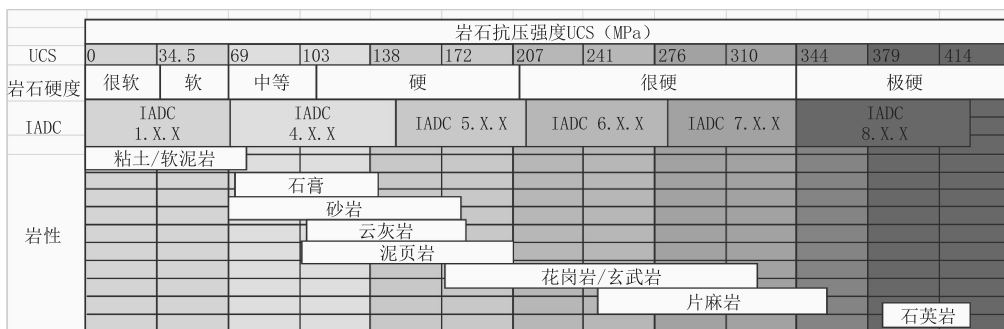 岩石抗压强度UCS（MPa）
UCS 0 34.5 69 103 138 172 207 241 276 310 344 379 414
岩石硬度 很软 软 中等 硬 很硬 极硬
IADC IADC 1.X.X IADC 4.X.X IADC 5.X.X IADC 6.X.X IADC 7.X.X IADC 8.X.X
岩性
粘土/软泥岩
石膏
砂岩
云灰岩
泥页岩
花岗岩/玄武岩
片麻岩
石英岩